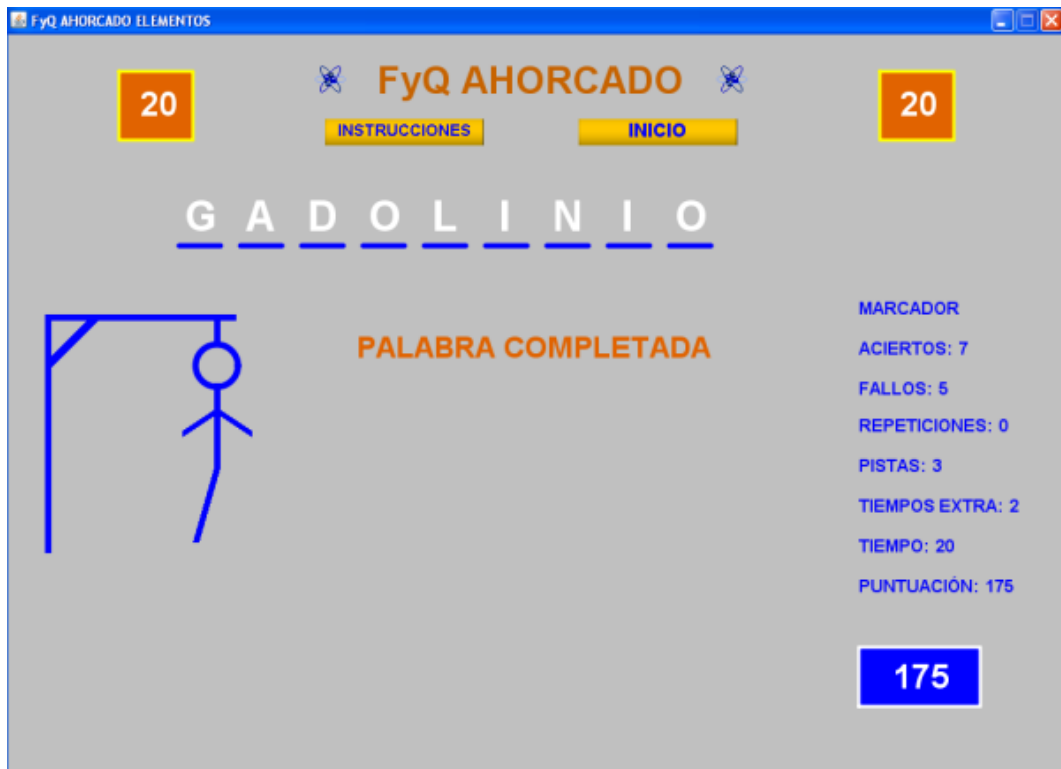 FyQ AHORCADO ELEMENTOS
20
FyQ AHORCADO
20
INSTRUCCIONES
INICIO
GADOLINIO
PALABRA COMPLETADA
MARCADOR
ACIERTOS: 7
FALLOS: 5
REPETICIONES: 0
PISTAS: 3
TIEMPOS EXTRA: 2
TIEMPO: 20
PUNTUACIÓN: 175
175